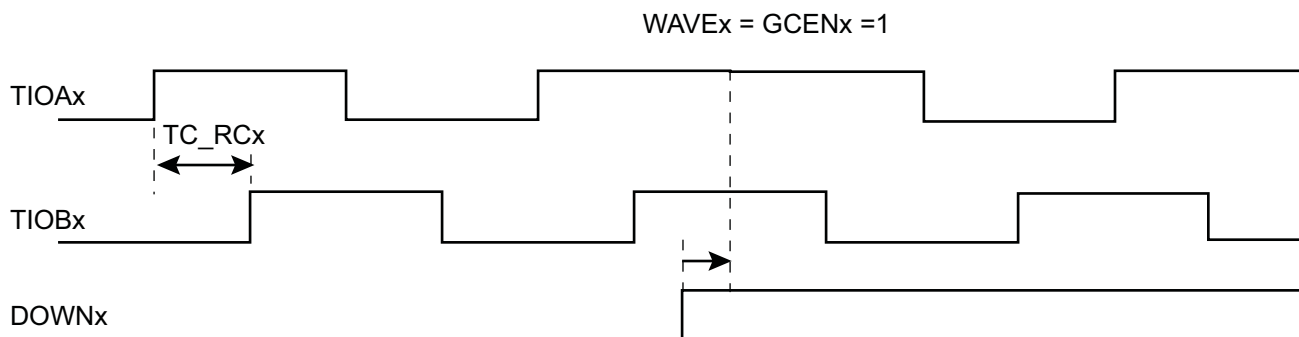 WAVEx = GCENx =1
TIOAx
TC_RCx
TIOBx
DOWNx